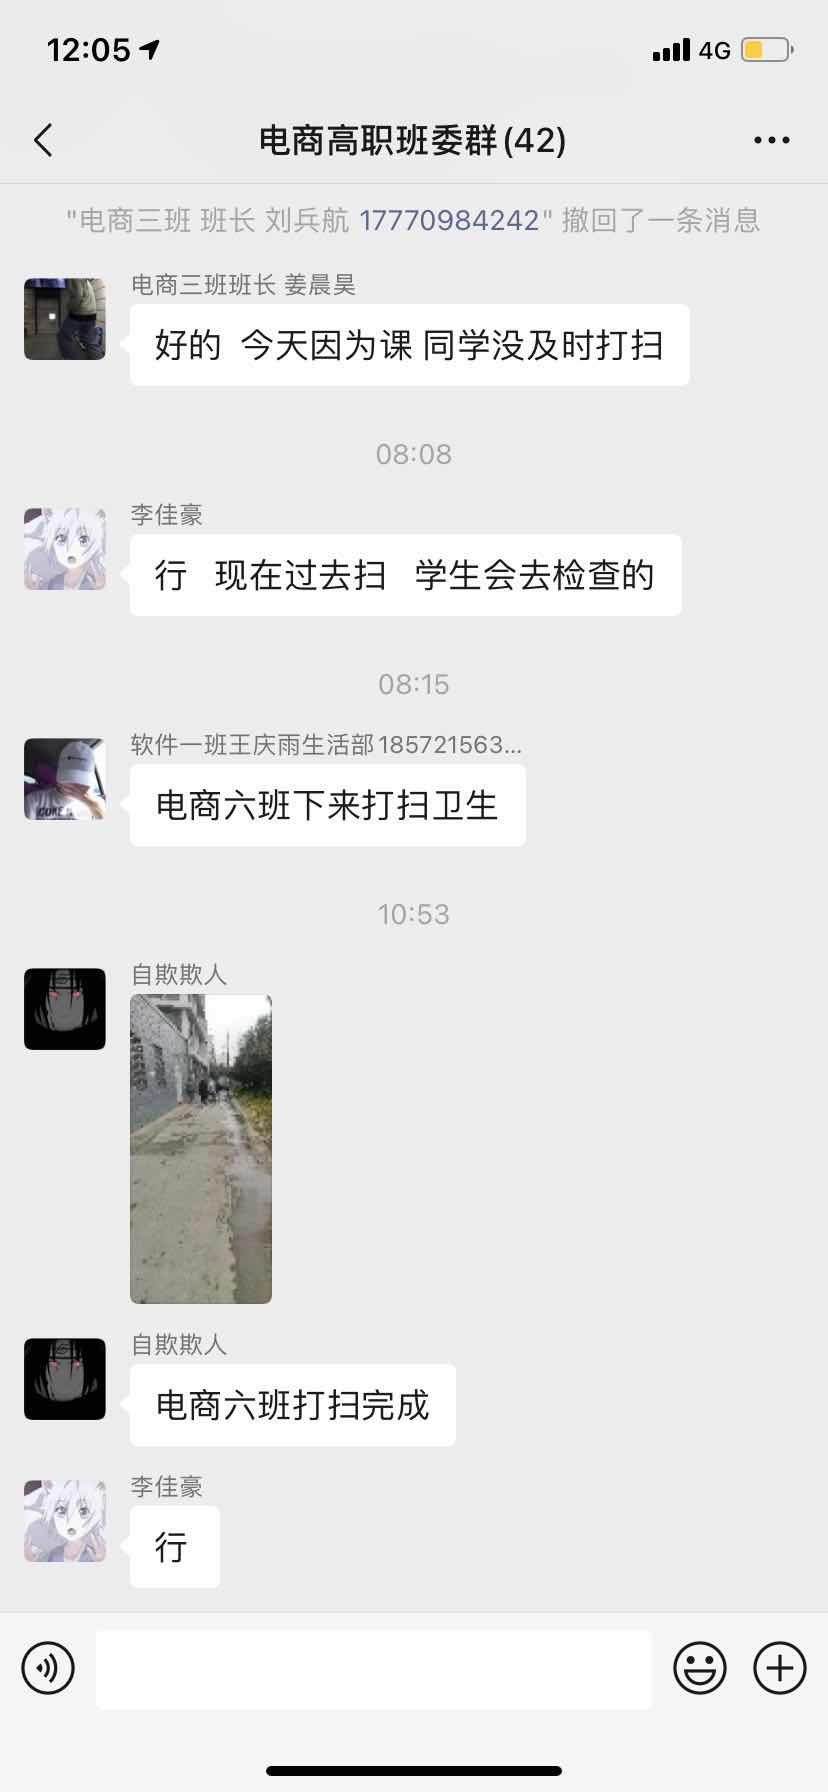 12:05
4G
电商高职班委群(42)
"电商三班 班长 刘兵航 17770984242" 撤回了一条消息
电商三班班长 姜晨昊
好的 今天因为课 同学没及时打扫
08:08
李佳豪
行 现在过去扫 学生会去检查的
08:15
软件一班王庆雨生活部185721563...
电商六班下来打扫卫生
10:53
自欺欺人
自欺欺人
电商六班打扫完成
李佳豪
行